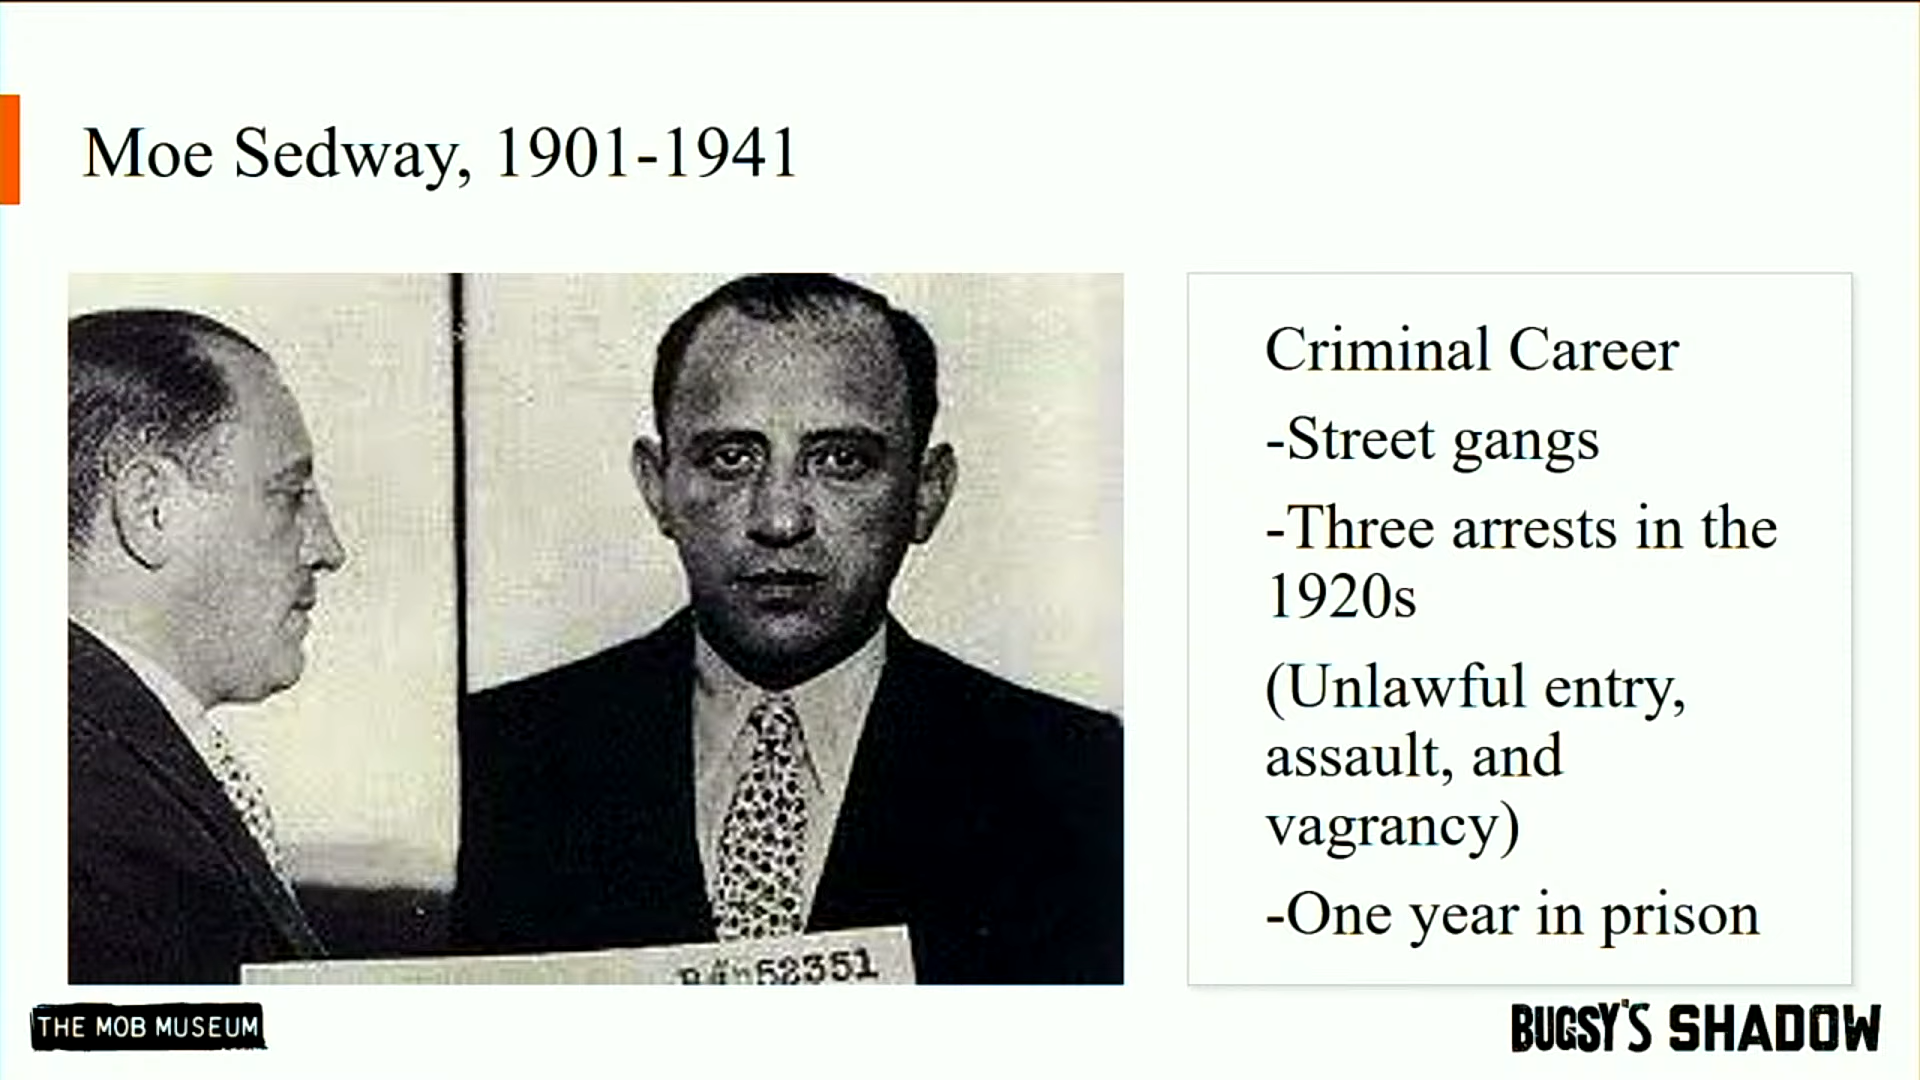 Moe Sedway, 1901-1941
Criminal Career
-Street gangs
-Three arrests in the
1920s
(Unlawful entry,
assault, and
vagrancy)
-One year in prison
52351
THE MOB MUSEUM
BUGSY'S SHADOW